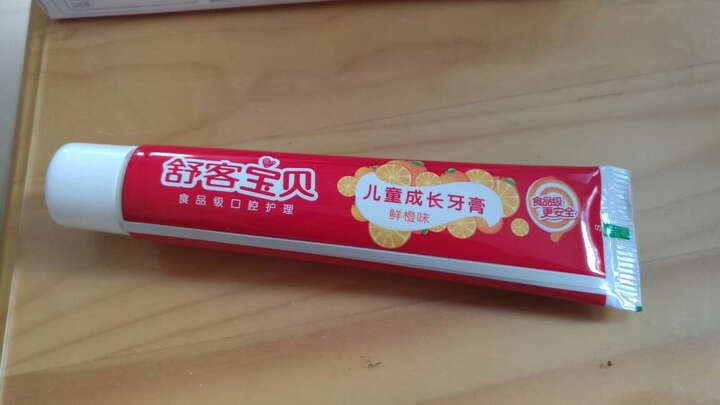 舒客宝贝
食品级口腔护理
儿童成长牙膏
鲜橙味
食品级
更安全